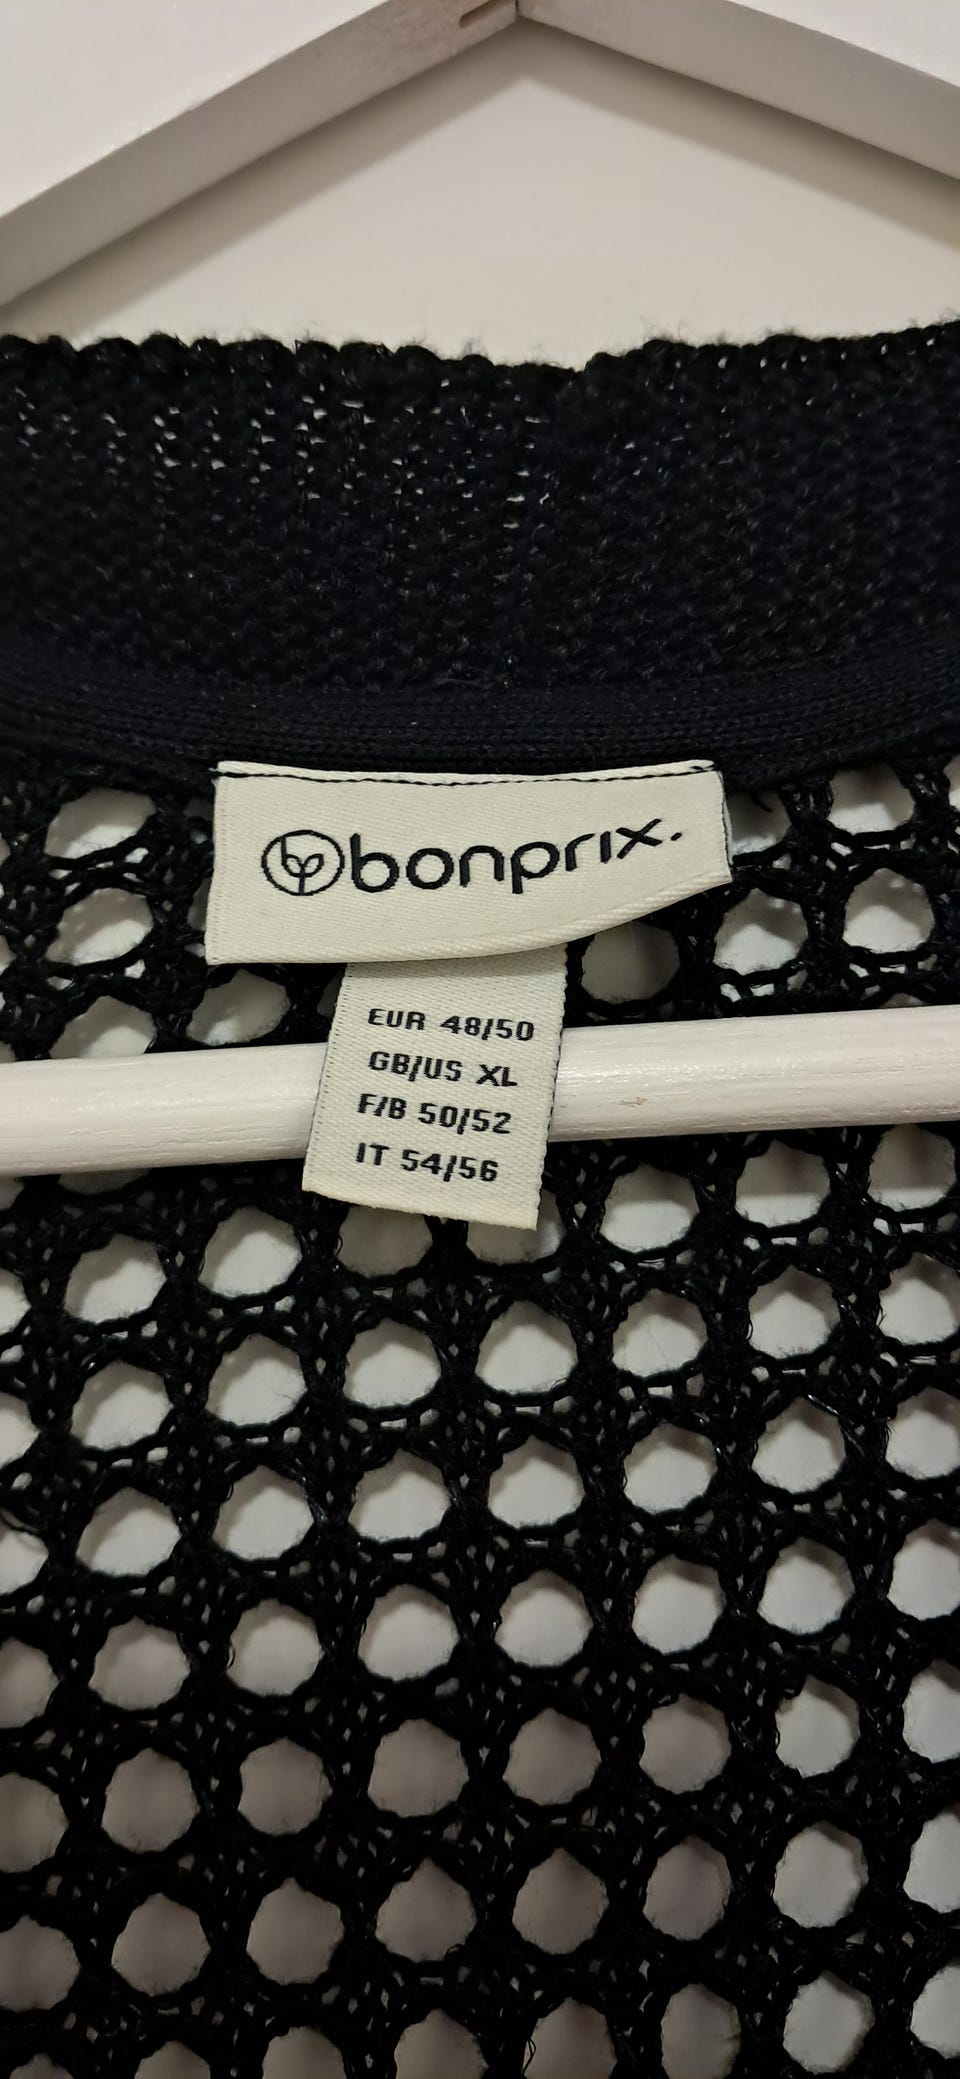 bonprix.
EUR 48/50
GB/US XL
F/B 50/52
IT 54/56